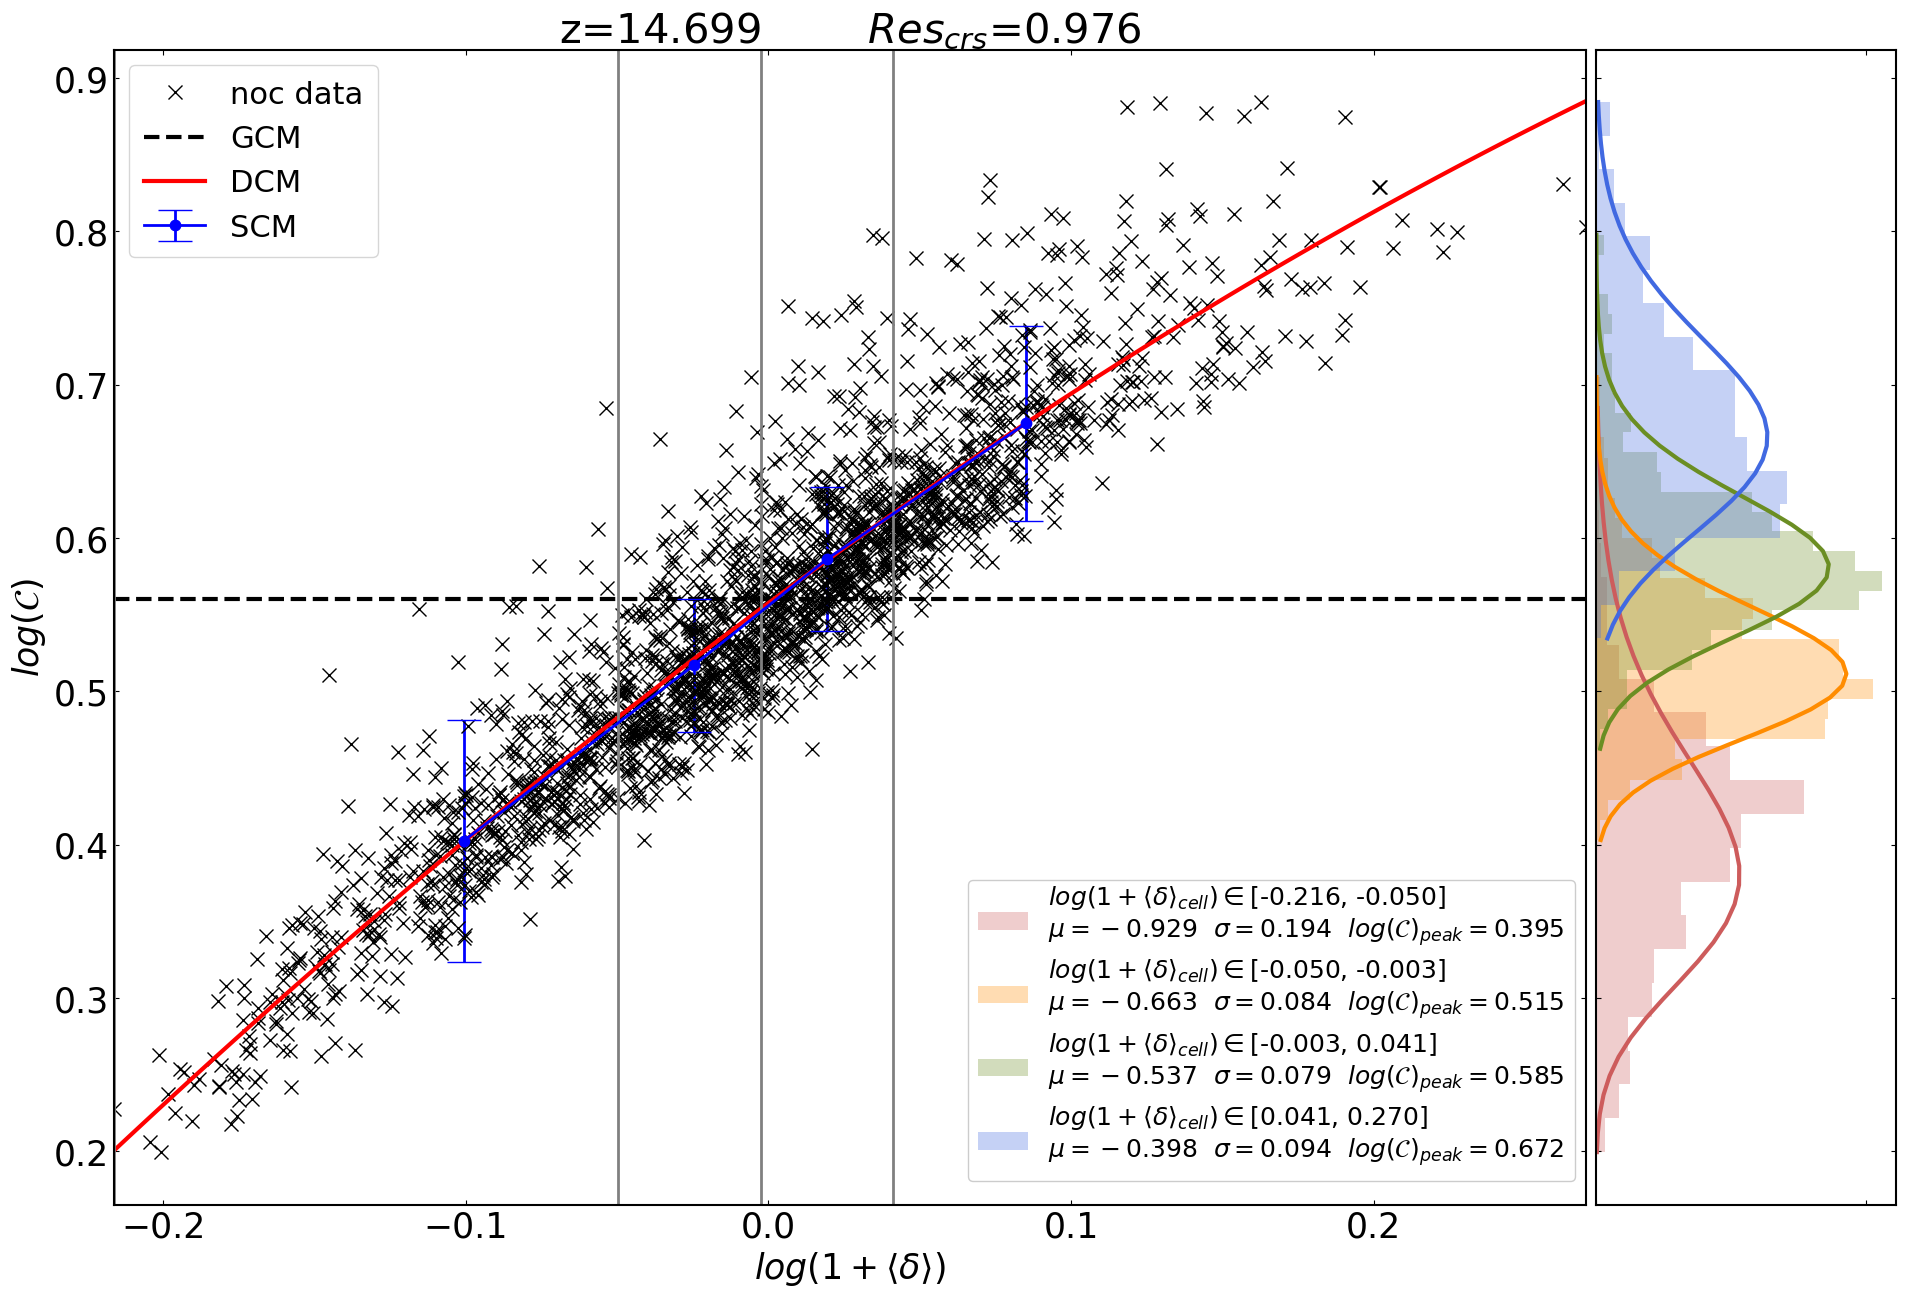 z=14.699 Res_crs=0.976
noc data
GCM
DCM
SCM
0.9
0.8
0.7
0.6
0.5
0.4
0.3
0.2
log(𝒞)
log(1 + ⟨δ⟩_cell) ∈ [-0.216, -0.050]
μ = −0.929 σ = 0.194 log(𝒞)_peak = 0.395
log(1 + ⟨δ⟩_cell) ∈ [-0.050, -0.003]
μ = −0.663 σ = 0.084 log(𝒞)_peak = 0.515
log(1 + ⟨δ⟩_cell) ∈ [-0.003, 0.041]
μ = −0.537 σ = 0.079 log(𝒞)_peak = 0.585
log(1 + ⟨δ⟩_cell) ∈ [0.041, 0.270]
μ = −0.398 σ = 0.094 log(𝒞)_peak = 0.672
−0.2 −0.1 0.0 0.1 0.2
log(1 + ⟨δ⟩)